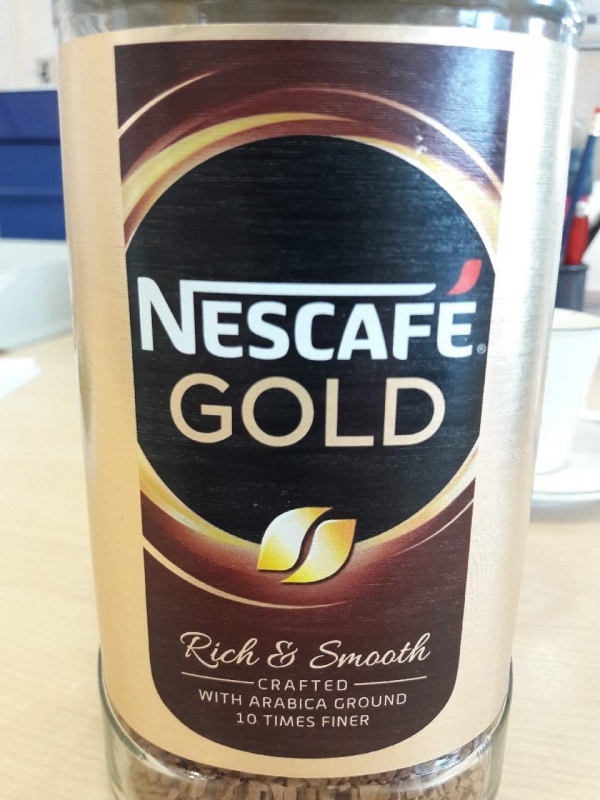 NESCAFÉ®
GOLD
Rich & Smooth
CRAFTED
WITH ARABICA GROUND
10 TIMES FINER